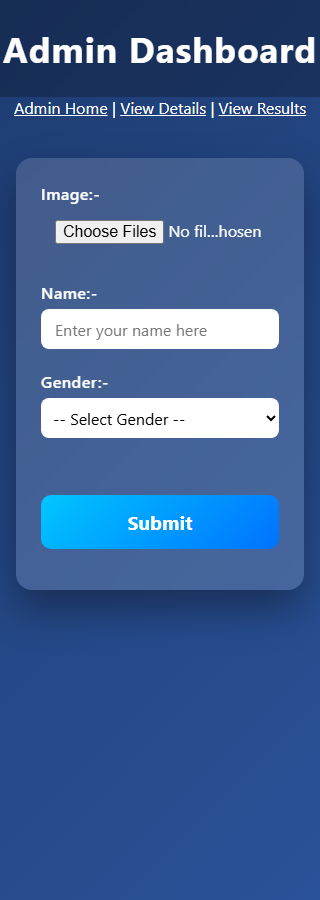 Admin Dashboard
Admin Home | View Details | View Results
Image:-
Choose Files No fil...hosen
Name:-
Enter your name here
Gender:-
-- Select Gender --
Submit